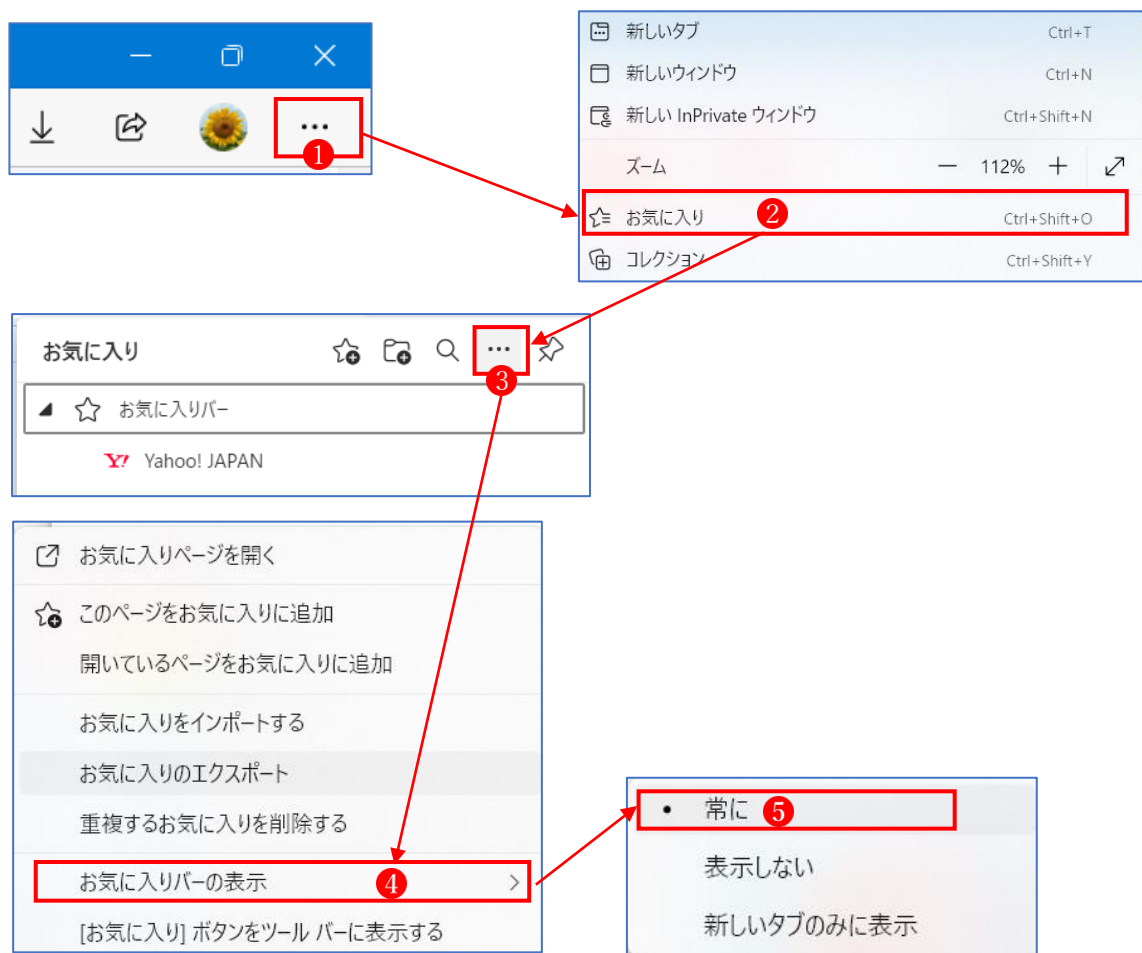 1
新しいタブ Ctrl+T
新しいウィンドウ Ctrl+N
新しい InPrivate ウィンドウ Ctrl+Shift+N
ズーム — 112% +
お気に入り 2 Ctrl+Shift+O
コレクション Ctrl+Shift+Y
お気に入り
3
お気に入りバー
Y! Yahoo! JAPAN
お気に入りページを開く
このページをお気に入りに追加
開いているページをお気に入りに追加
お気に入りをインポートする
お気に入りのエクスポート
重複するお気に入りを削除する
お気に入りバーの表示 4
[お気に入り] ボタンをツール バーに表示する
• 常に 5
表示しない
新しいタブのみに表示